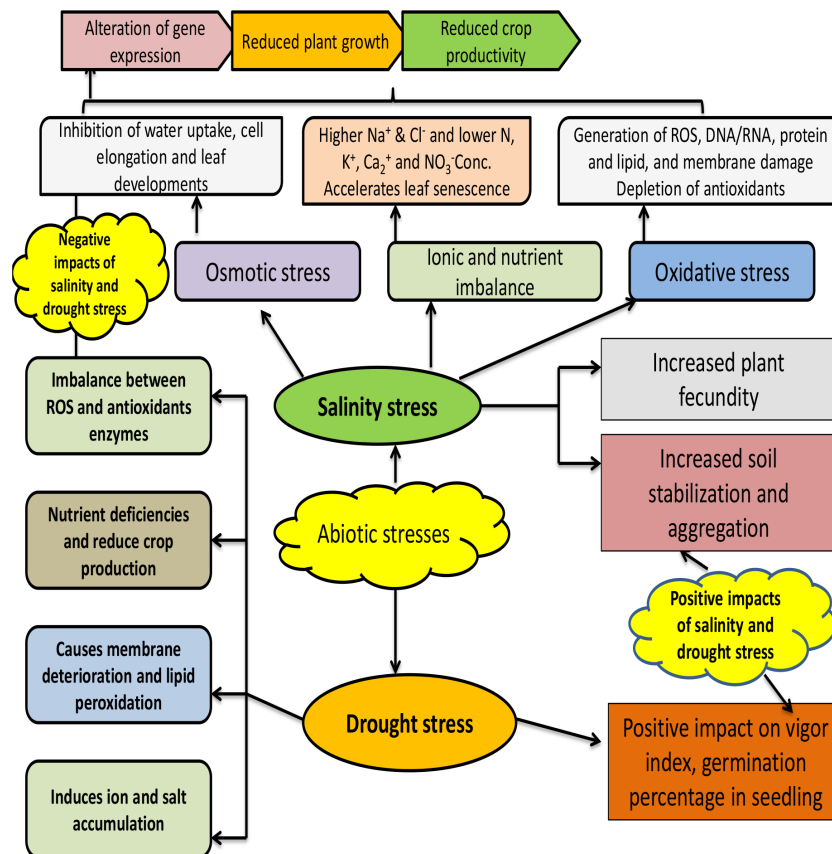 Alteration of gene
expression
Reduced plant growth
Reduced crop
productivity
Inhibition of water uptake, cell
elongation and leaf
developments
Higher Na⁺ & Cl⁻ and lower N,
K⁺, Ca₂⁺ and NO₃⁻Conc.
Accelerates leaf senescence
Generation of ROS, DNA/RNA, protein
and lipid, and membrane damage
Depletion of antioxidants
Negative
impacts of
salinity and
drought stress
Osmotic stress
Ionic and nutrient
imbalance
Oxidative stress
Imbalance between
ROS and antioxidants
enzymes
Salinity stress
Increased plant
fecundity
Increased soil
stabilization and
aggregation
Nutrient deficiencies
and reduce crop
production
Abiotic stresses
Positive impacts
of salinity and
drought stress
Causes membrane
deterioration and lipid
peroxidation
Drought stress
Positive impact on vigor
index, germination
percentage in seedling
Induces ion and salt
accumulation